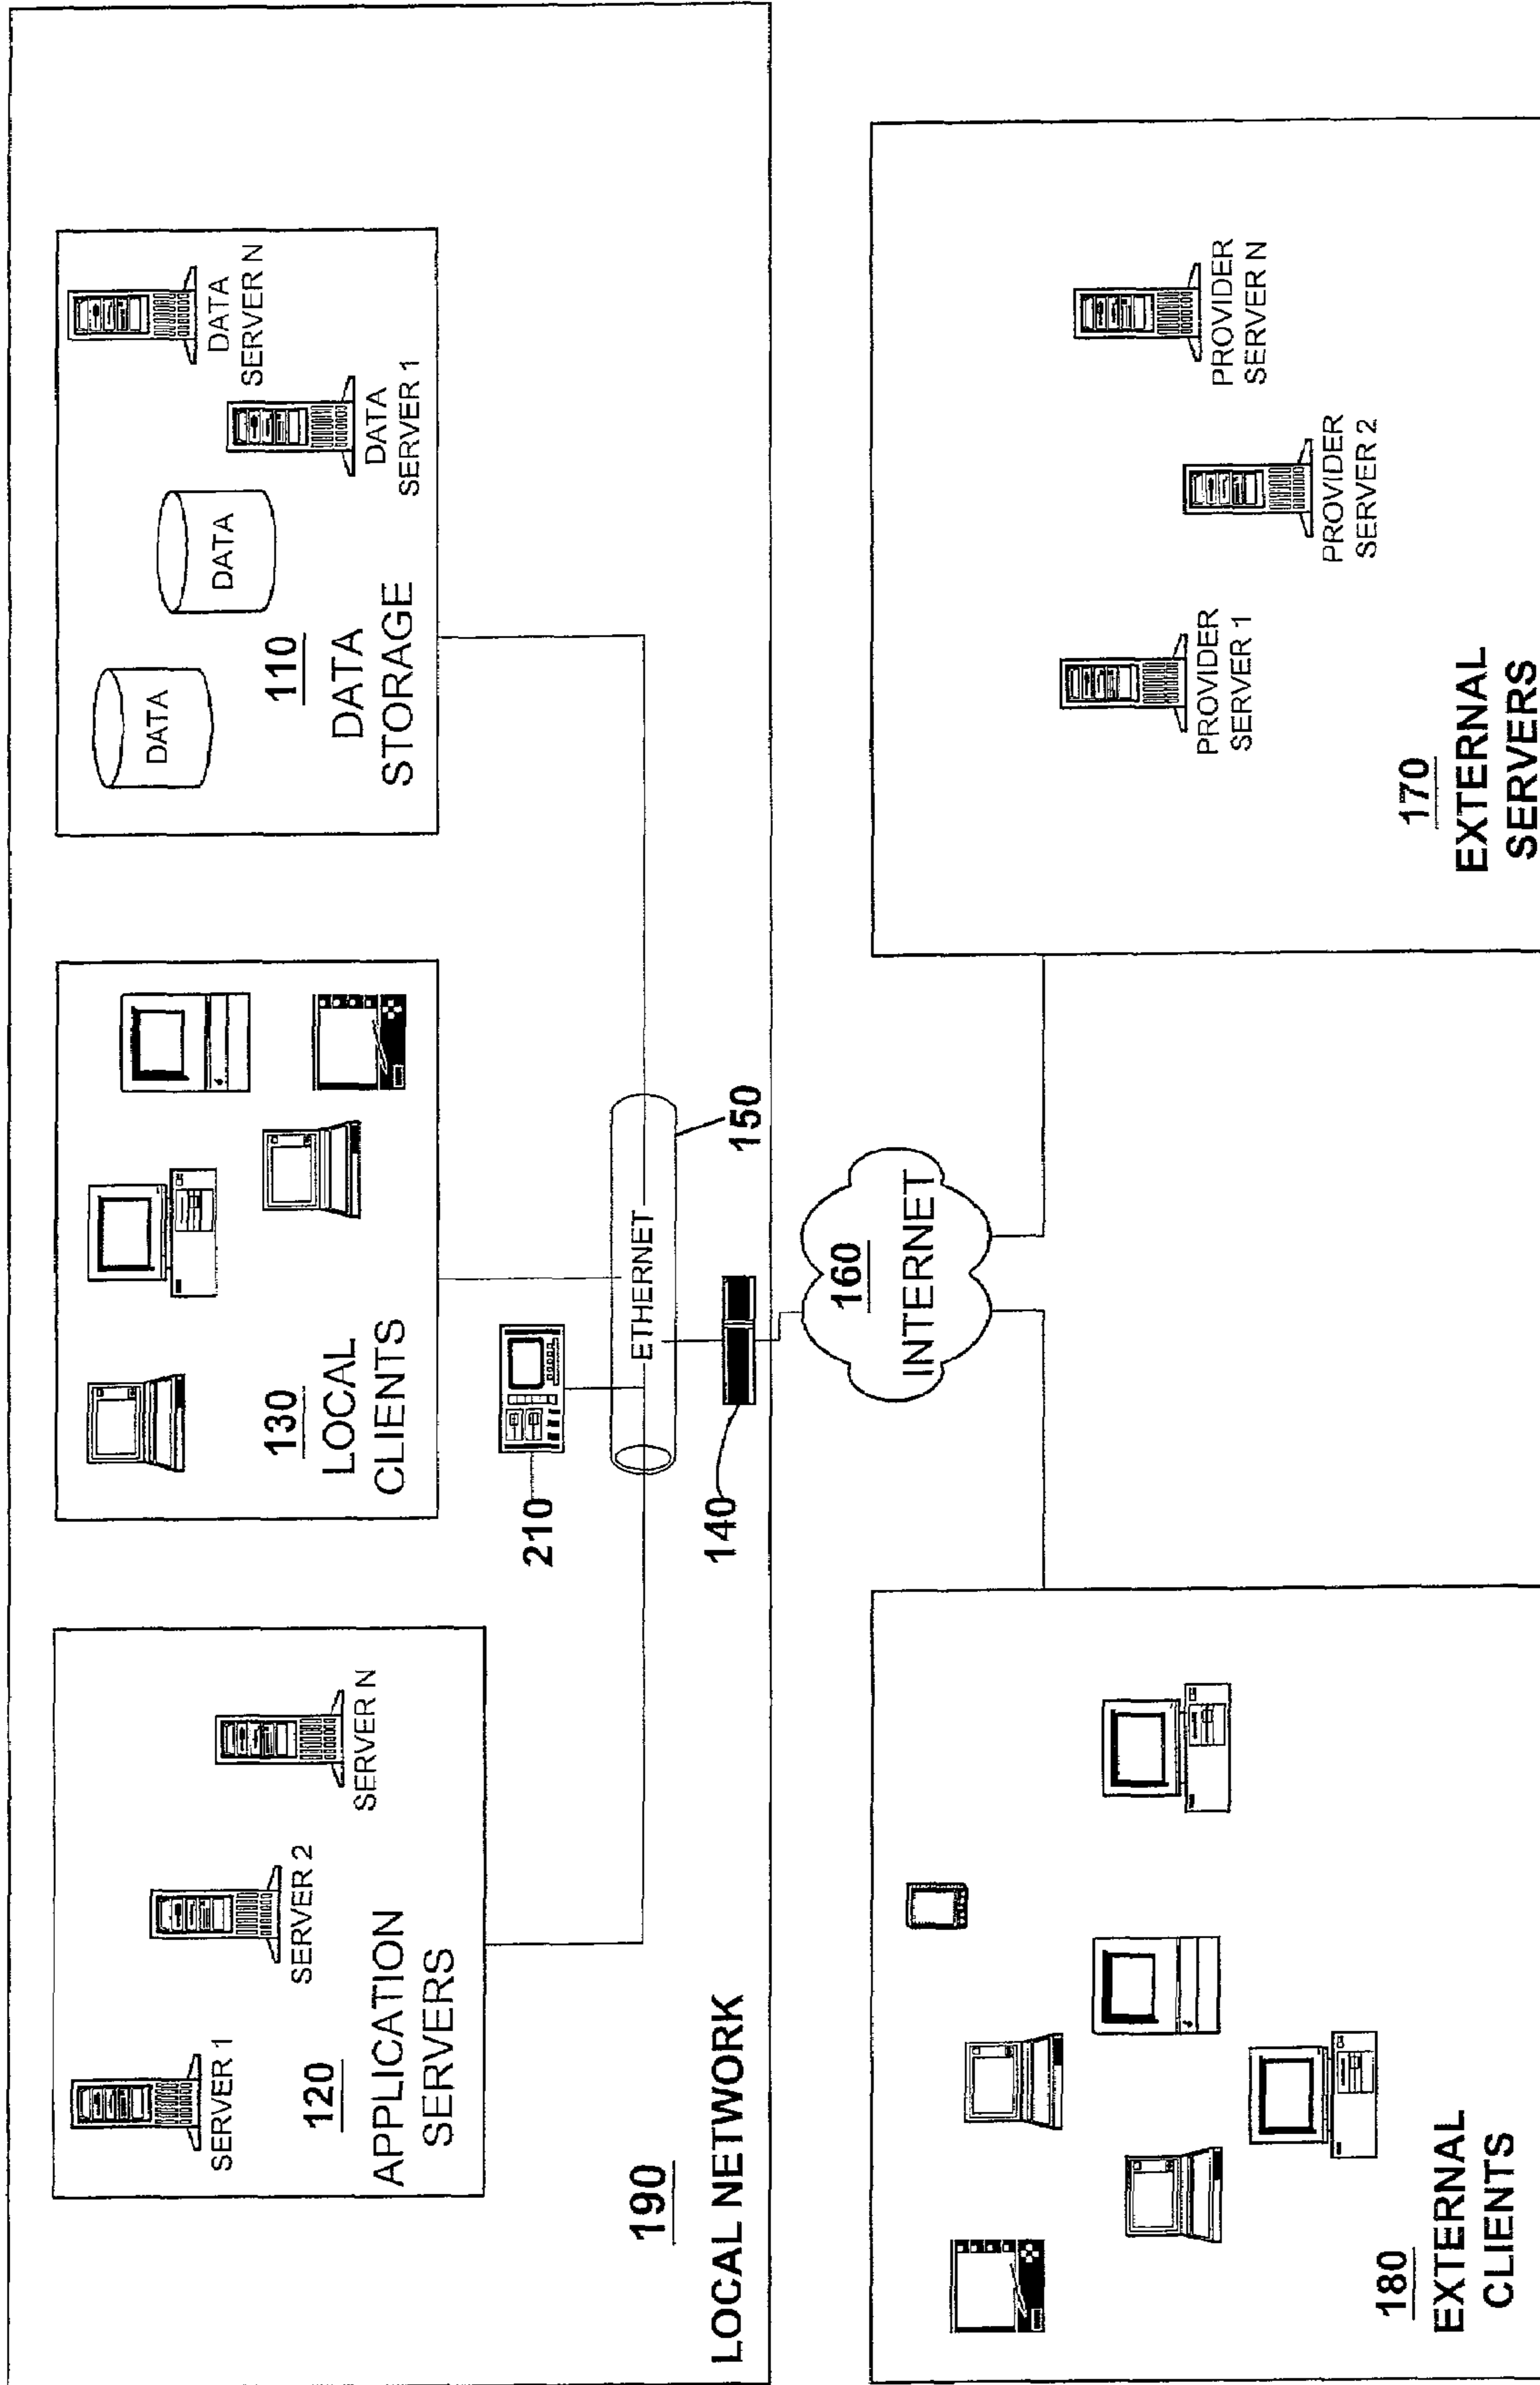 SERVER 1
SERVER 2
SERVER N
120
APPLICATION
SERVERS
130
LOCAL
CLIENTS
DATA
DATA
DATA
SERVER 1
DATA
SERVER N
110
DATA
STORAGE
210
ETHERNET
150
140
190
LOCAL NETWORK
160
INTERNET
180
EXTERNAL
CLIENTS
PROVIDER
SERVER 1
PROVIDER
SERVER 2
PROVIDER
SERVER N
170
EXTERNAL
SERVERS